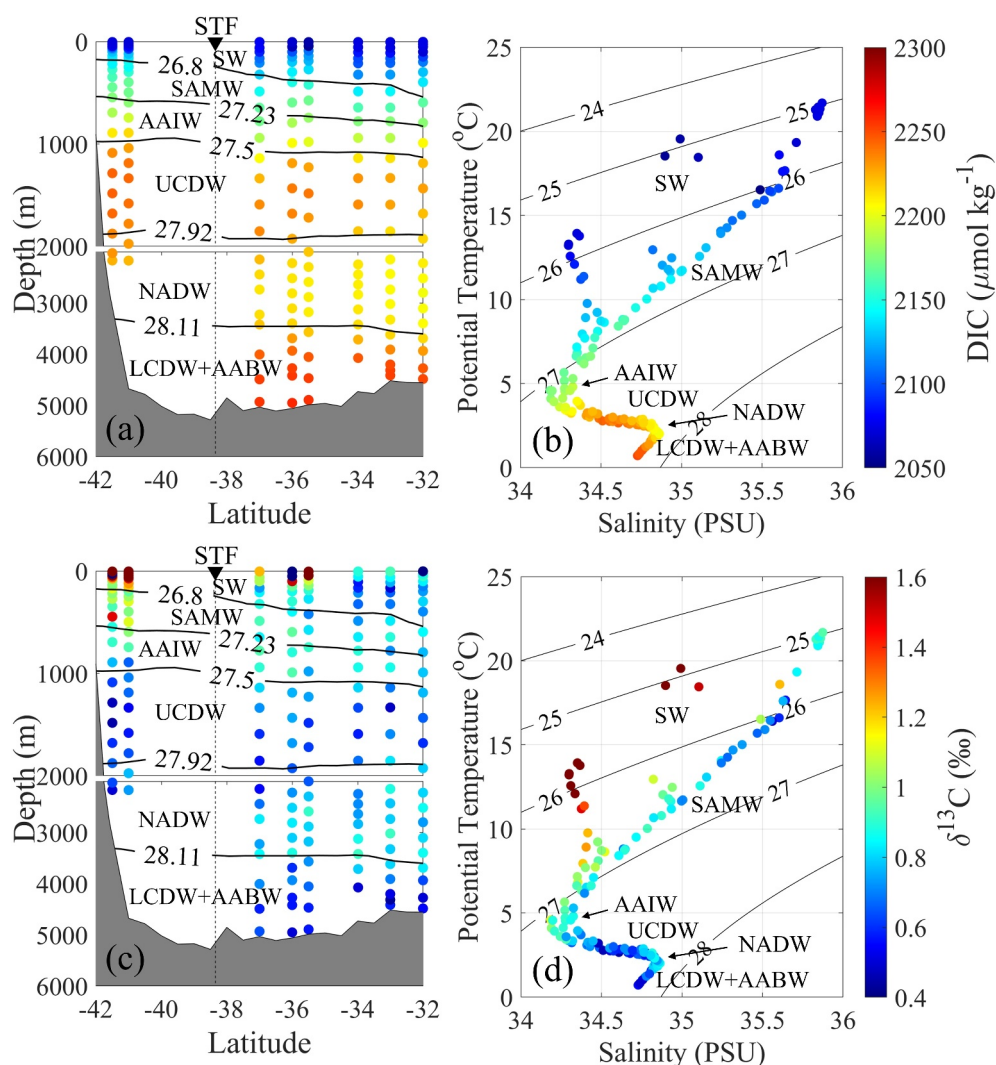 STF
0
1000
2000
3000
4000
5000
6000
Depth (m)
SW
26.8
SAMW
27.23
AAIW
27.5
UCDW
27.92
NADW
28.11
LCDW+AABW
(a)
-42 -40 -38 -36 -34 -32
Latitude
25
20
15
10
5
0
Potential Temperature (°C)
24
25
25
SW
26
26
SAMW
27
27
AAIW
UCDW
NADW
28
LCDW+AABW
(b)
34 34.5 35 35.5 36
Salinity (PSU)
2300
2250
2200
2150
2100
2050
DIC (μmol kg⁻¹)
STF
0
1000
2000
3000
4000
5000
6000
Depth (m)
SW
26.8
SAMW
27.23
AAIW
27.5
UCDW
27.92
NADW
28.11
LCDW+AABW
(c)
-42 -40 -38 -36 -34 -32
Latitude
25
20
15
10
5
0
Potential Temperature (°C)
24
25
25
SW
26
26
SAMW
27
27
AAIW
UCDW
NADW
28
LCDW+AABW
(d)
34 34.5 35 35.5 36
Salinity (PSU)
1.6
1.4
1.2
1
0.8
0.6
0.4
δ¹³C (‰)